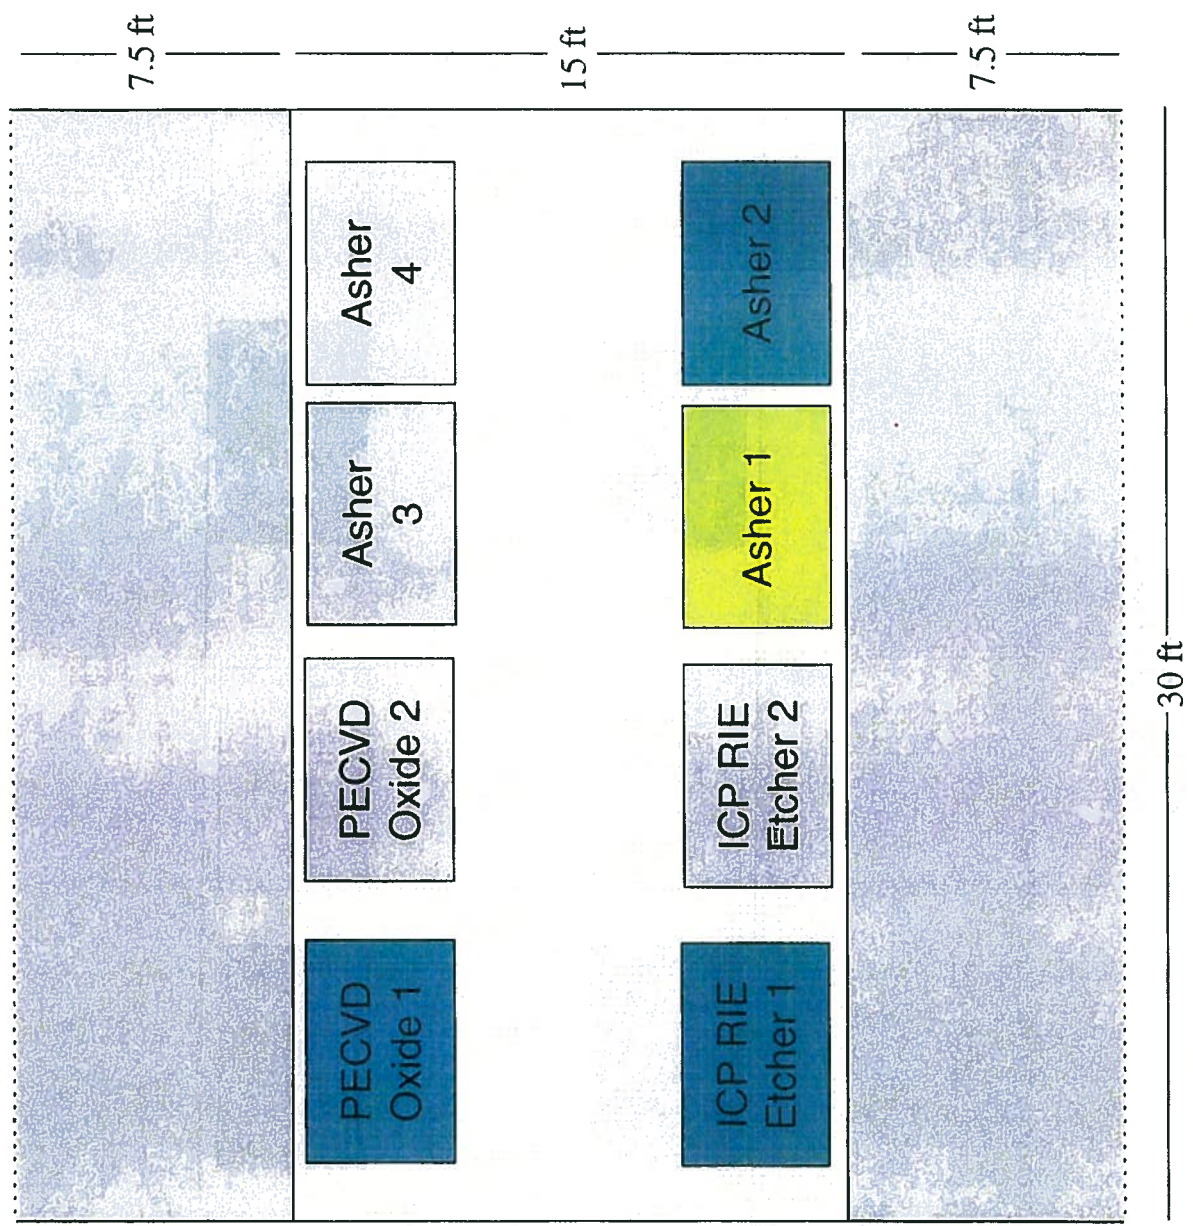 7.5 ft
15 ft
7.5 ft
Asher
4
Asher 2
Asher
3
Asher 1
PECVD
Oxide 2
ICP RIE
Etcher 2
PECVD
Oxide 1
ICP RIE
Etcher 1
30 ft